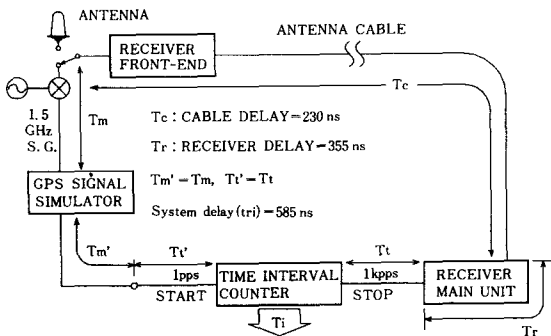 ANTENNA
ANTENNA CABLE
RECEIVER
FRONT-END
1.5
GHz
S. G.
Tm
Tc
Tc : CABLE DELAY=230 ns
Tr : RECEIVER DELAY=355 ns
Tm'=Tm, Tt'=Tt
System delay (tri)=585 ns
GPS SIGNAL
SIMULATOR
Tm'
Tt'
Tt
1pps
START
TIME INTERVAL
COUNTER
1kpps
STOP
RECEIVER
MAIN UNIT
Ti
Tr